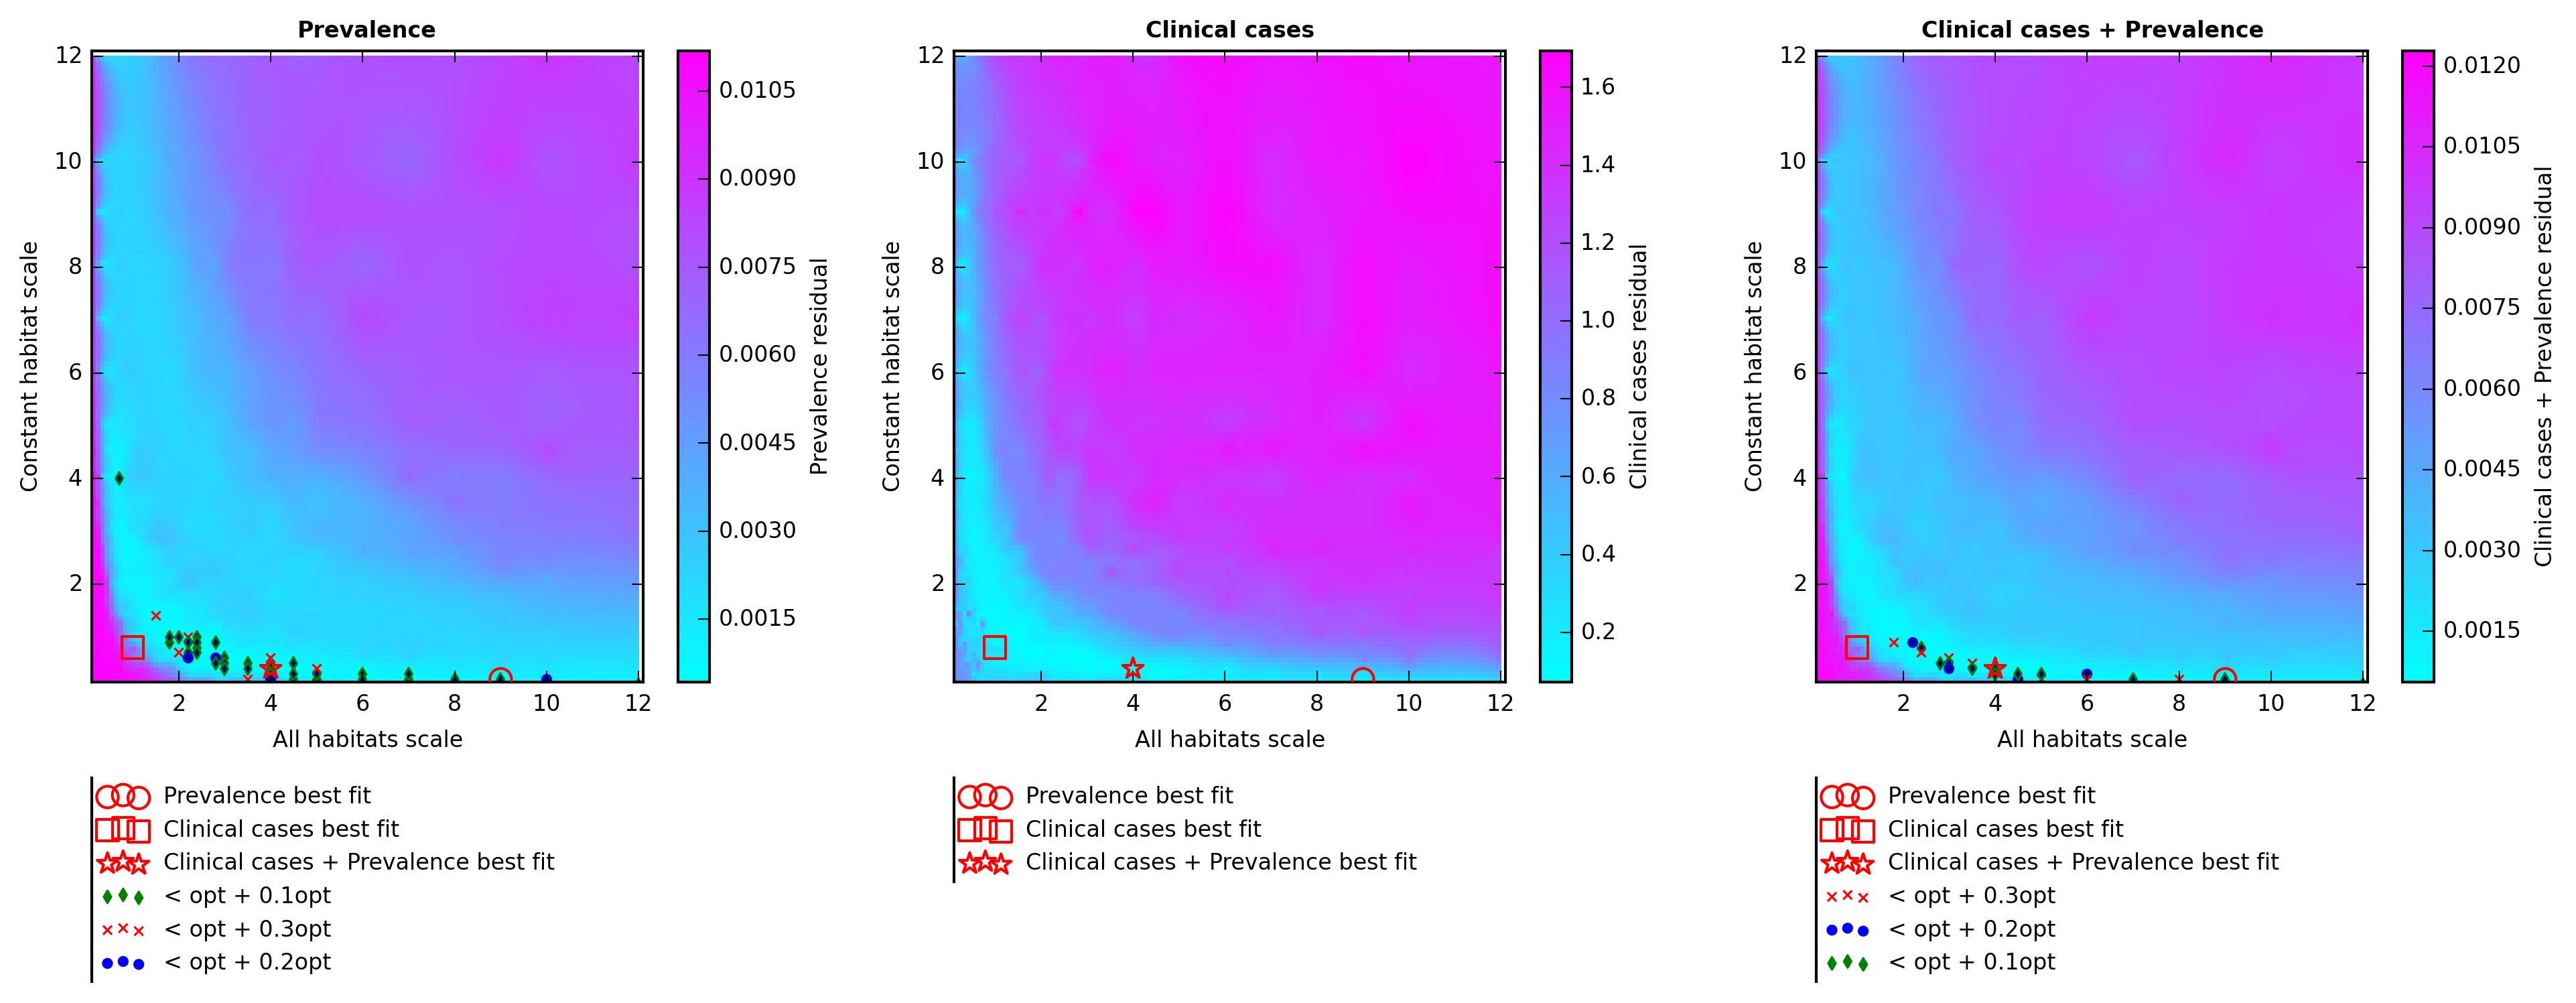 Prevalence
12
10
8
6
4
2
2 4 6 8 10 12
Constant habitat scale
All habitats scale
0.0105
0.0090
0.0075
0.0060
0.0045
0.0030
0.0015
Prevalence residual
Prevalence best fit
Clinical cases best fit
Clinical cases + Prevalence best fit
< opt + 0.1opt
< opt + 0.3opt
< opt + 0.2opt
Clinical cases
12
10
8
6
4
2
2 4 6 8 10 12
Constant habitat scale
All habitats scale
1.6
1.4
1.2
1.0
0.8
0.6
0.4
0.2
Clinical cases residual
Prevalence best fit
Clinical cases best fit
Clinical cases + Prevalence best fit
Clinical cases + Prevalence
12
10
8
6
4
2
2 4 6 8 10 12
Constant habitat scale
All habitats scale
0.0120
0.0105
0.0090
0.0075
0.0060
0.0045
0.0030
0.0015
Clinical cases + Prevalence residual
Prevalence best fit
Clinical cases best fit
Clinical cases + Prevalence best fit
< opt + 0.3opt
< opt + 0.2opt
< opt + 0.1opt